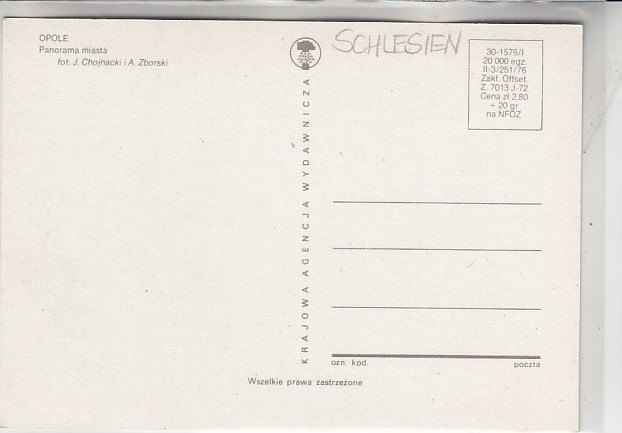 OPOLE
Panorama miasta
fot. J. Chojnacki i A. Zborski
SCHLESIEN
30-1576/I
20 000 egz.
II-3/251/76
Zakł. Offset.
Z. 7013 J-72
Cena zł 2.80
+ 20 gr
na NFOZ
KRAJOWA AGENCJA WYDAWNICZA
ozn. kod.
poczta
Wszelkie prawa zastrzeżone